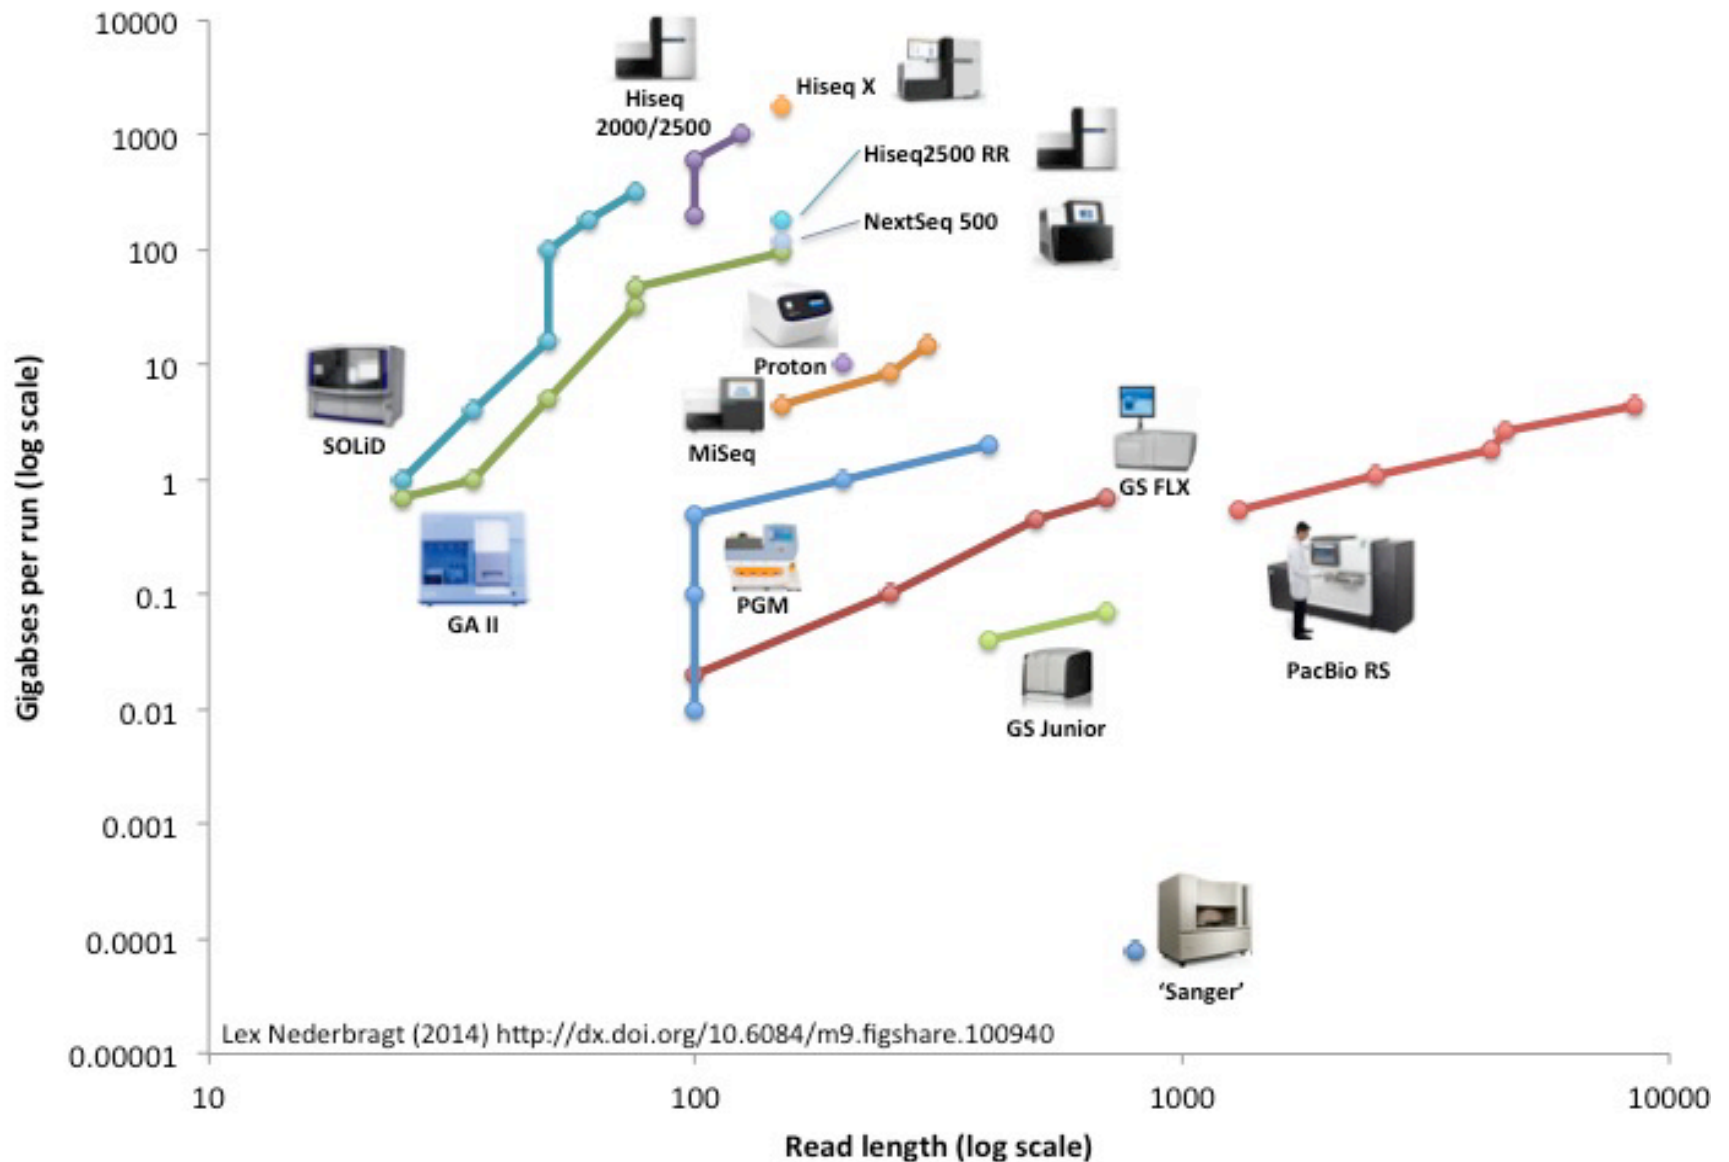 10000
1000
100
10
1
0.1
0.01
0.001
0.0001
0.00001
Gigabses per run (log scale)
Hiseq
2000/2500
Hiseq X
Hiseq2500 RR
NextSeq 500
Proton
SOLiD
MiSeq
GS FLX
GA II
PGM
PacBio RS
GS Junior
‘Sanger’
Lex Nederbragt (2014) http://dx.doi.org/10.6084/m9.figshare.100940
10
100
1000
10000
Read length (log scale)